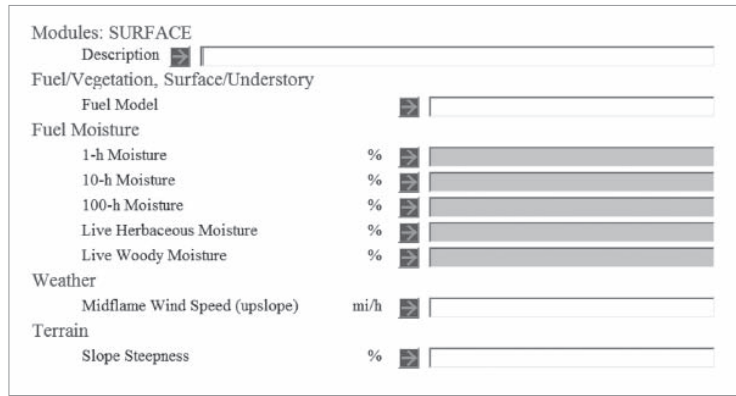 Modules: SURFACE
Description
Fuel/Vegetation, Surface/Understory
Fuel Model
Fuel Moisture
1-h Moisture %
10-h Moisture %
100-h Moisture %
Live Herbaceous Moisture %
Live Woody Moisture %
Weather
Midflame Wind Speed (upslope) mi/h
Terrain
Slope Steepness %